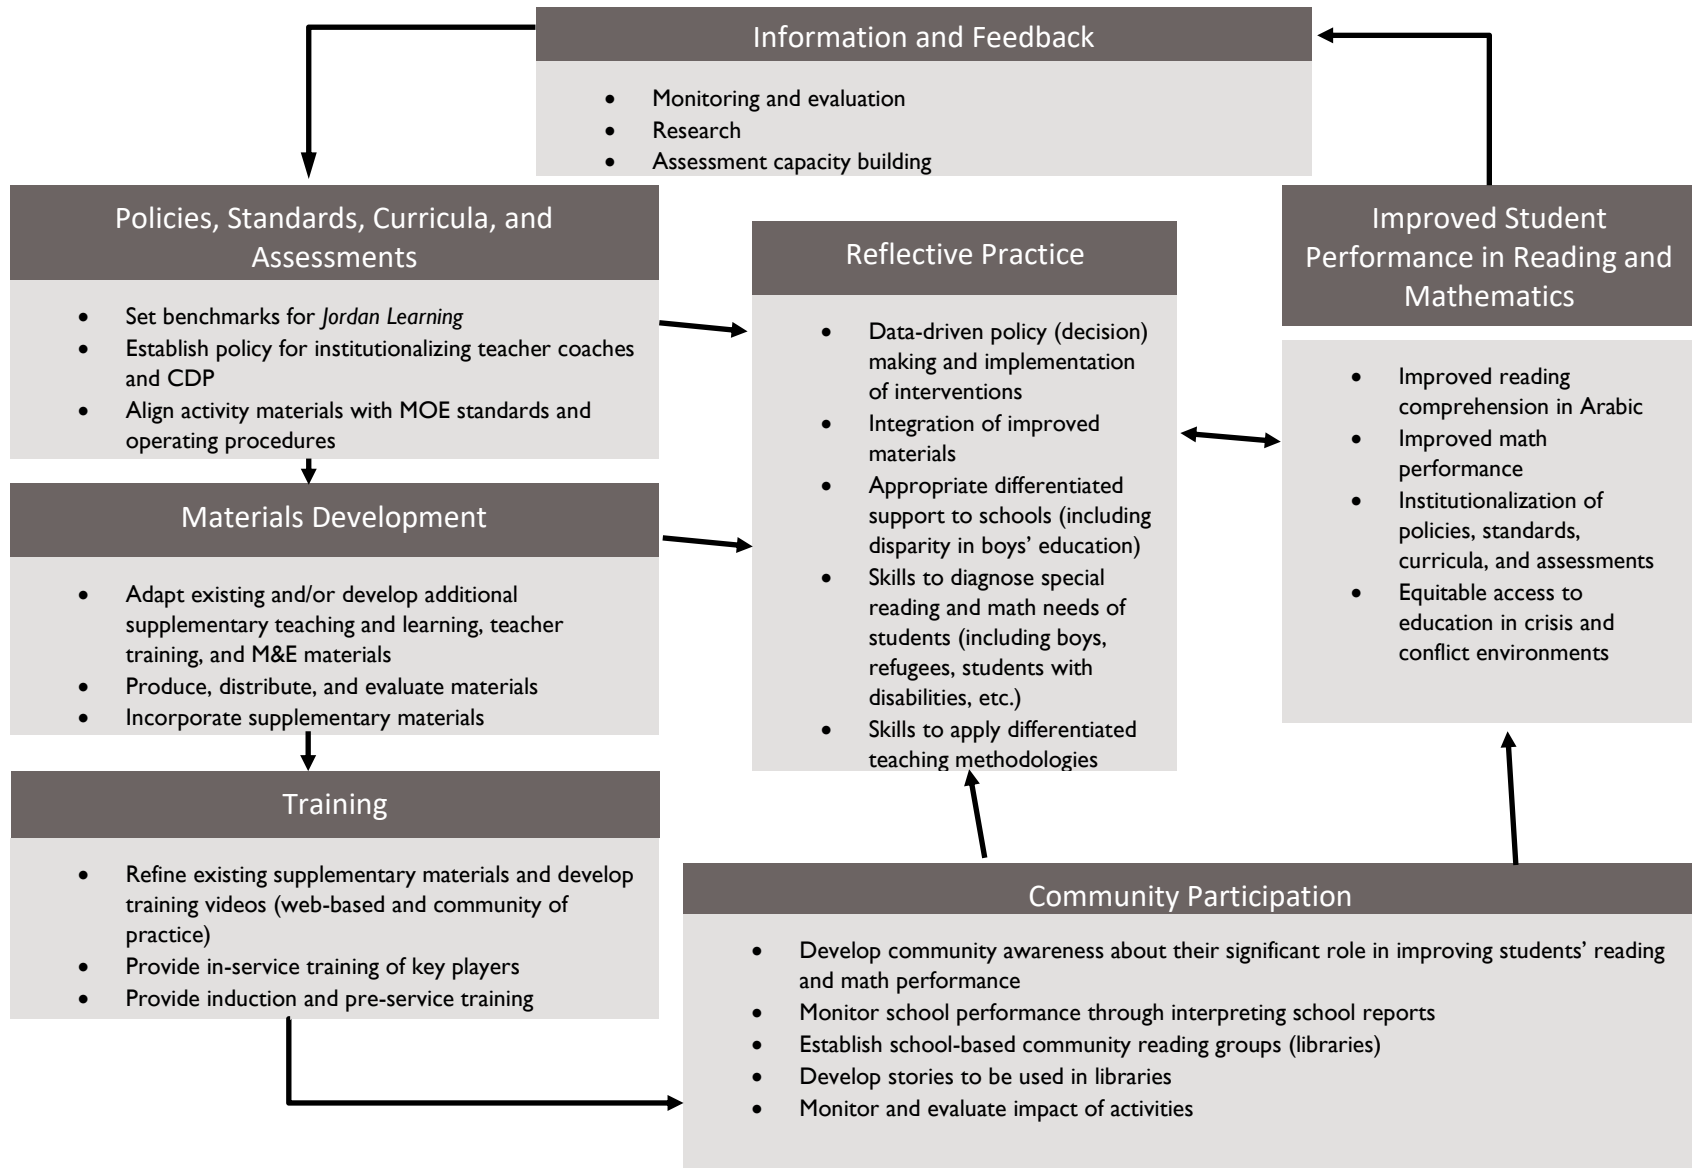 Information and Feedback
• Monitoring and evaluation
• Research
• Assessment capacity building
Policies, Standards, Curricula, and
Assessments
• Set benchmarks for Jordan Learning
• Establish policy for institutionalizing teacher coaches
and CDP
• Align activity materials with MOE standards and
operating procedures
Materials Development
• Adapt existing and/or develop additional
supplementary teaching and learning, teacher
training, and M&E materials
• Produce, distribute, and evaluate materials
• Incorporate supplementary materials
Training
• Refine existing supplementary materials and develop
training videos (web-based and community of
practice)
• Provide in-service training of key players
• Provide induction and pre-service training
Reflective Practice
• Data-driven policy (decision)
making and implementation
of interventions
• Integration of improved
materials
• Appropriate differentiated
support to schools (including
disparity in boys’ education)
• Skills to diagnose special
reading and math needs of
students (including boys,
refugees, students with
disabilities, etc.)
• Skills to apply differentiated
teaching methodologies
Improved Student
Performance in Reading and
Mathematics
• Improved reading
comprehension in Arabic
• Improved math
performance
• Institutionalization of
policies, standards,
curricula, and assessments
• Equitable access to
education in crisis and
conflict environments
Community Participation
• Develop community awareness about their significant role in improving students’ reading
and math performance
• Monitor school performance through interpreting school reports
• Establish school-based community reading groups (libraries)
• Develop stories to be used in libraries
• Monitor and evaluate impact of activities